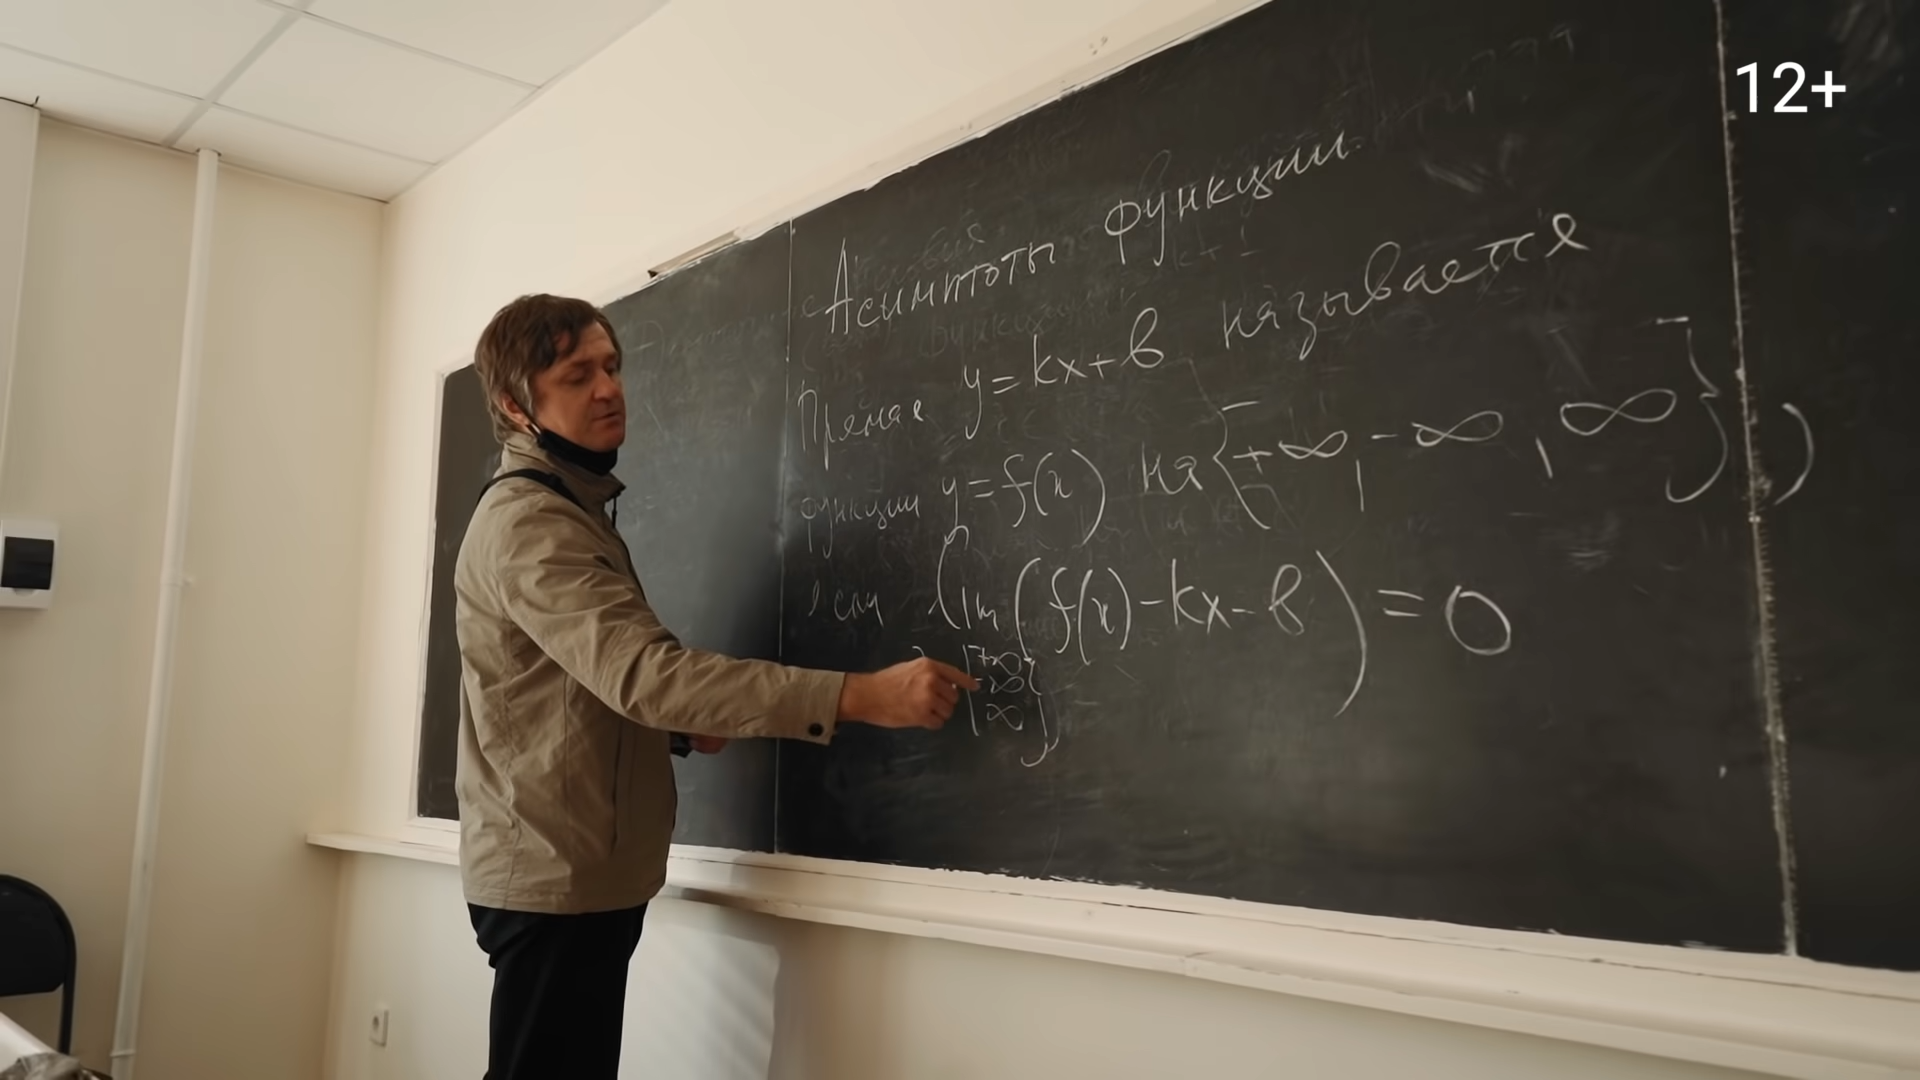 12+
Асимптоты функции
Прямая y=kx+b называется
функции y=f(x) на {+∞, -∞, ∞})
если lim (f(x)-kx-b) = 0
+∞
-∞
∞